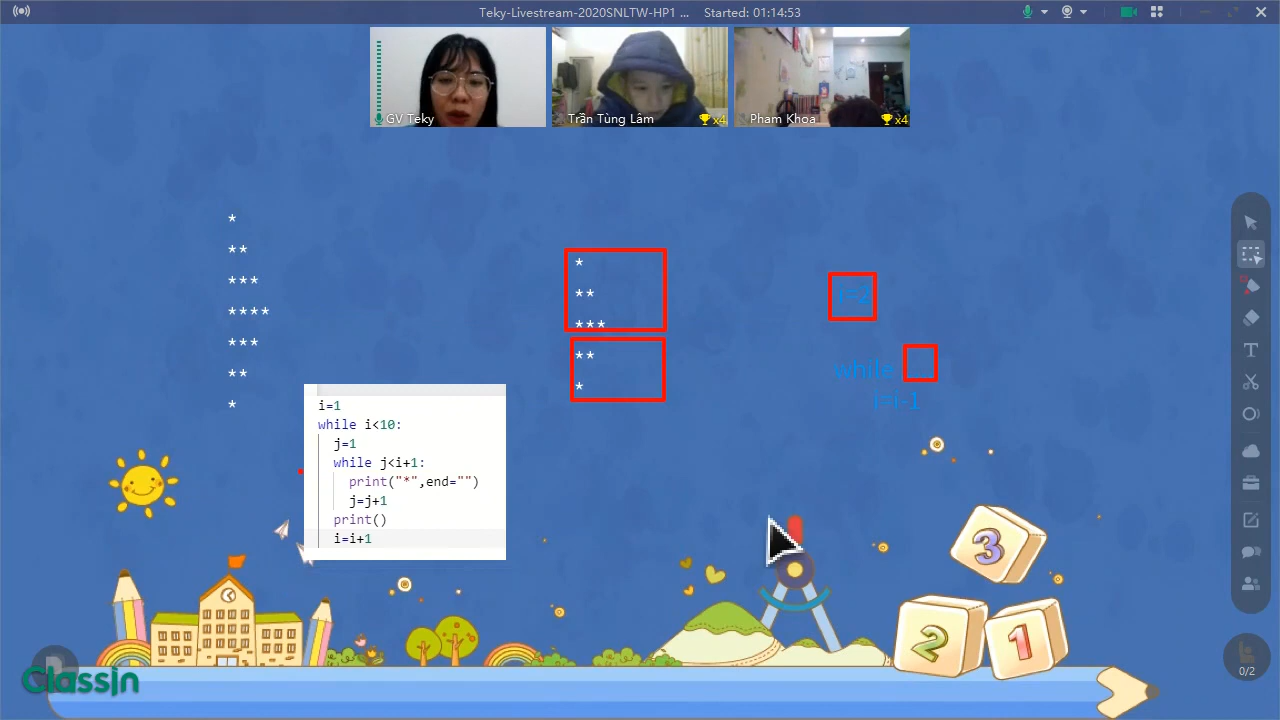 Teky-Livestream-2020SNLTW-HP1 ... Started: 01:14:53
GV Teky
Trần Tùng Lâm
x4
Pham Khoa
x4
*
**
***
****
***
**
*
i=1
while i<10:
j=1
while j<i+1:
print("*",end="")
j=j+1
print()
i=i+1
*
**
***
**
*
i=2
while
i=i-1
3
2
1
ClassIn
0/2